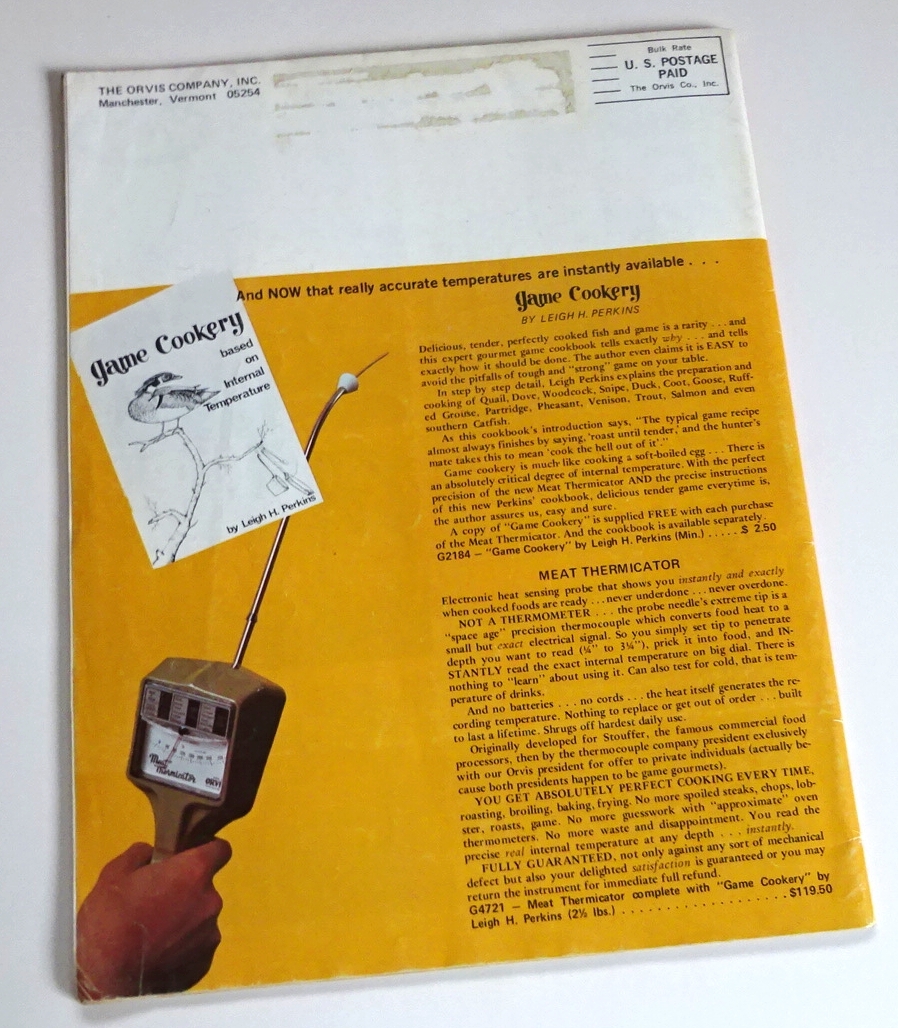 THE ORVIS COMPANY, INC.
Manchester, Vermont 05254
Bulk Rate
U. S. POSTAGE
PAID
The Orvis Co., Inc.
And NOW that really accurate temperatures are instantly available . . .
Game Cookery
based
on
Internal
Temperature
by Leigh H. Perkins
Game Cookery
BY LEIGH H. PERKINS
Delicious, tender, perfectly cooked fish and game is a rarity . . . and
this expert gourmet game cookbook tells exactly why . . . and tells
exactly how it should be done. The author even claims it is EASY to
avoid the pitfalls of tough and "strong" game on your table.
In step by step detail, Leigh Perkins explains the preparation and
cooking of Quail, Dove, Woodcock, Snipe, Duck, Coot, Goose, Ruff-
ed Grouse, Partridge, Pheasant, Venison, Trout, Salmon and even
southern Catfish.
As this cookbook's introduction says, "The typical game recipe
almost always finishes by saying, 'roast until tender,' and the hunter's
mate takes this to mean 'cook the hell out of it'."
Game cookery is much like cooking a soft-boiled egg . . . There is
an absolutely critical degree of internal temperature. With the perfect
precision of the new Meat Thermicator AND the precise instructions
of this new Perkins' cookbook, delicious tender game everytime is,
the author assures us, easy and sure.
A copy of "Game Cookery" is supplied FREE with each purchase
of the Meat Thermicator. And the cookbook is available separately.
G2184 — "Game Cookery" by Leigh H. Perkins (Min.) . . . . . $ 2.50
MEAT THERMICATOR
Electronic heat sensing probe that shows you instantly and exactly
when cooked foods are ready . . . never underdone . . . never overdone.
NOT A THERMOMETER . . . the probe needle's extreme tip is a
"space age" precision thermocouple which converts food heat to a
small but exact electrical signal. So you simply set tip to penetrate
depth you want to read (¼" to 3¼"), prick it into food, and IN-
STANTLY read the exact internal temperature on big dial. There is
nothing to "learn" about using it. Can also test for cold, that is tem-
perature of drinks.
And no batteries . . . no cords . . . the heat itself generates the re-
cording temperature. Nothing to replace or get out of order . . . built
to last a lifetime. Shrugs off hardest daily use.
Originally developed for Stouffer, the famous commercial food
processors, then by the thermocouple company president exclusively
with our Orvis president for offer to private individuals (actually be-
cause both presidents happen to be game gourmets).
YOU GET ABSOLUTELY PERFECT COOKING EVERY TIME,
roasting, broiling, baking, frying. No more spoiled steaks, chops, lob-
ster, roasts, game. No more guesswork with "approximate" oven
thermometers. No more waste and disappointment. You read the
precise real internal temperature at any depth . . . instantly.
FULLY GUARANTEED, not only against any sort of mechanical
defect but also your delighted satisfaction is guaranteed or you may
return the instrument for immediate full refund.
G4721 — Meat Thermicator complete with "Game Cookery" by
Leigh H. Perkins (2½ lbs.) . . . . . . . . . . . . . . . . . . $119.50
Meat
Thermicator
ORVIS